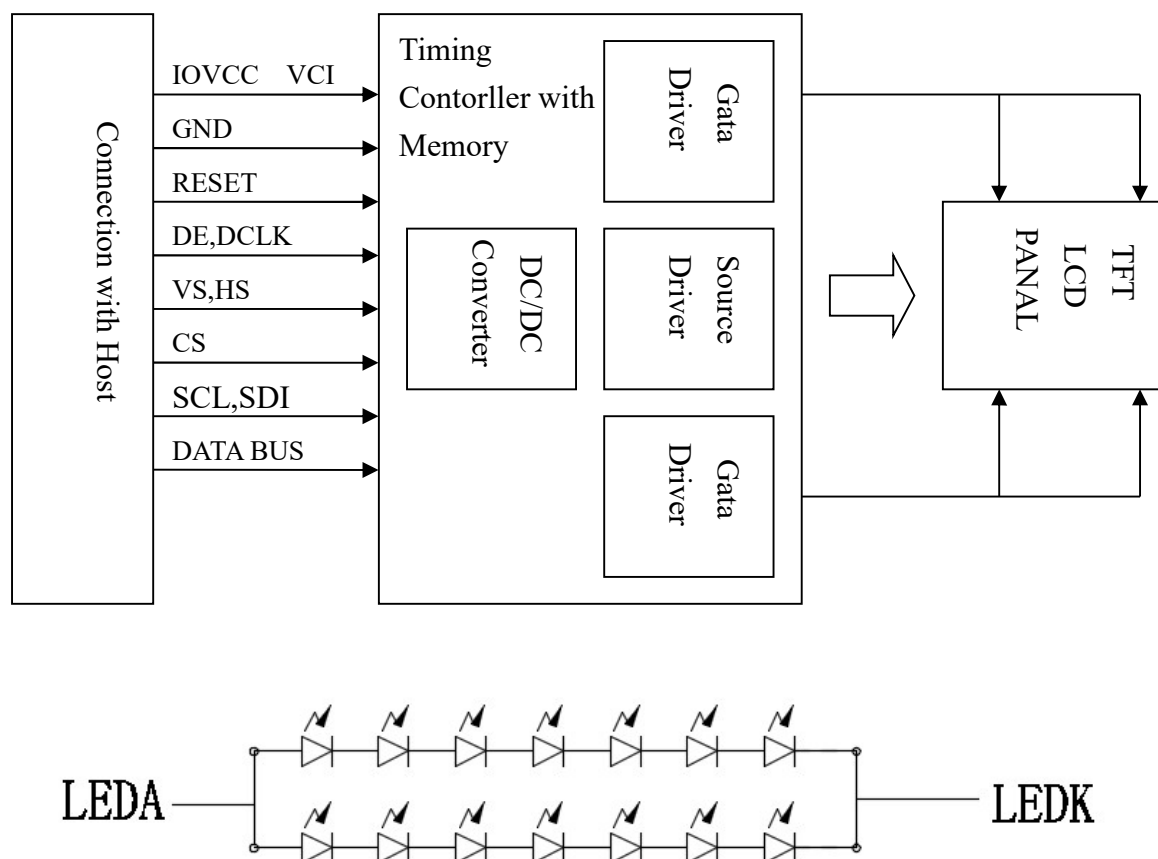 Connection with Host
IOVCC VCI
GND
RESET
DE,DCLK
VS,HS
CS
SCL,SDI
DATA BUS
Timing
Contorller with
Memory
Gata
Driver
DC/DC
Converter
Source
Driver
Gata
Driver
TFT
LCD
PANAL
LEDA
LEDK